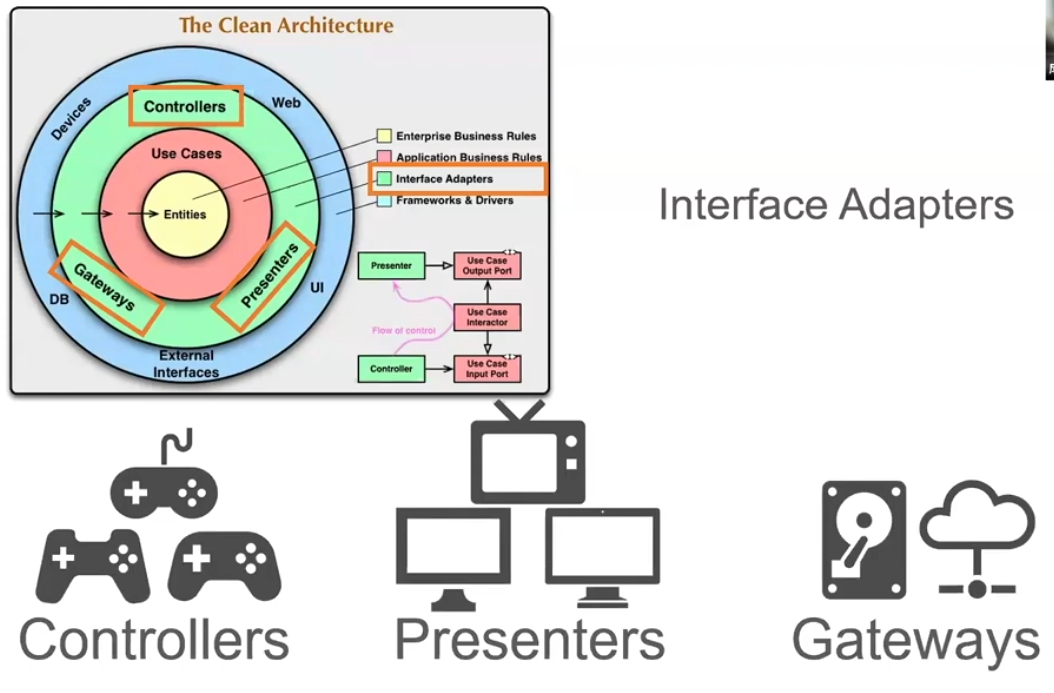 The Clean Architecture
Devices
Controllers
Web
Use Cases
Entities
Gateways
Presenters
DB
UI
External
Interfaces
Enterprise Business Rules
Application Business Rules
Interface Adapters
Frameworks & Drivers
Presenter
Use Case
Output Port
Flow of control
Use Case
Interactor
Controller
Use Case
Input Port
Interface Adapters
Controllers
Presenters
Gateways